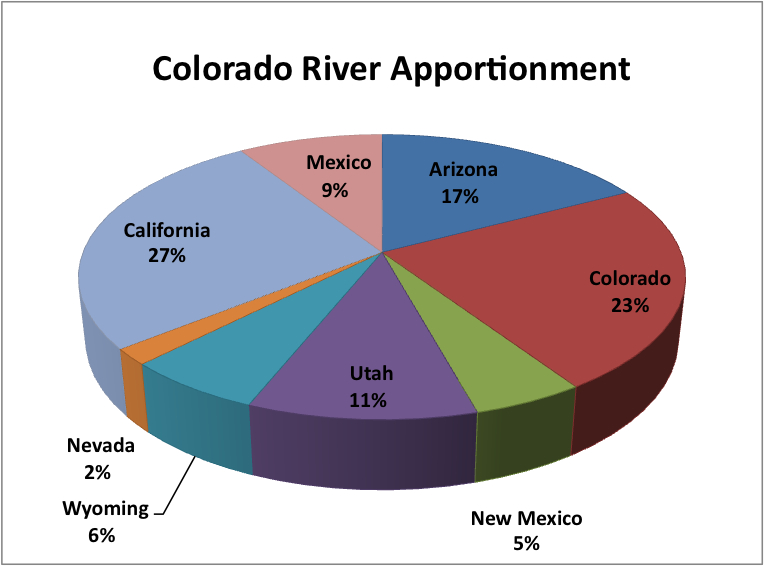 Colorado River Apportionment
Mexico
9%
Arizona
17%
California
27%
Colorado
23%
Utah
11%
Nevada
2%
Wyoming
6%
New Mexico
5%